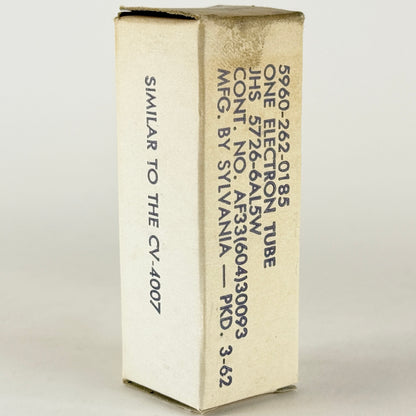 SIMILAR TO THE CV-4007
5960-262-0185
ONE ELECTRON TUBE
JHS 5726-6AL5W
CONT. NO. AF33(604)30093
MFG. BY SYLVANIA — PKD. 3-62